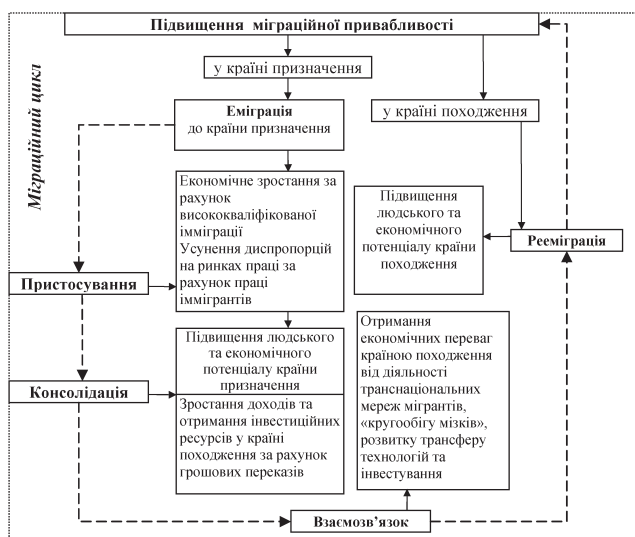 Підвищення міграційної привабливості
Міграційний цикл
у країні призначення
Еміграція
до країни призначення
у країні походження
Економічне зростання за
рахунок
висококваліфікованої
імміграції
Усунення диспропорцій
на ринках праці за
рахунок праці
іммігрантів
Підвищення
людського та
економічного
потенціалу країни
походження
Рееміграція
Пристосування
Підвищення людського
та економічного
потенціалу країни
призначення
Отримання
економічних переваг
країною походження
від діяльності
транснаціональних
мереж мігрантів,
«кругообігу мізків»,
розвитку трансферу
технологій та
інвестування
Консолідація
Зростання доходів та
отримання інвестиційних
ресурсів у країні
походження за рахунок
грошових переказів
Взаємозв'язок